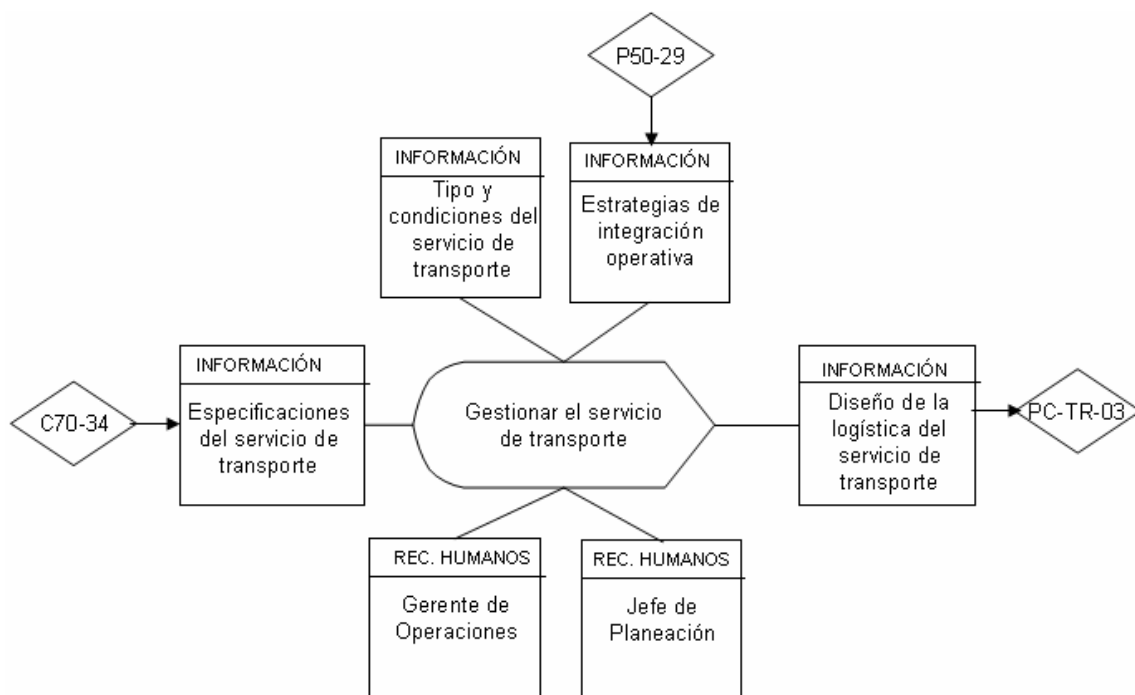 P50-29
INFORMACIÓN
Tipo y
condiciones del
servicio de
transporte
INFORMACIÓN
Estrategias de
integración
operativa
C70-34
INFORMACIÓN
Especificaciones
del servicio de
transporte
Gestionar el servicio
de transporte
INFORMACIÓN
Diseño de la
logística del
servicio de
transporte
PC-TR-03
REC. HUMANOS
Gerente de
Operaciones
REC. HUMANOS
Jefe de
Planeación